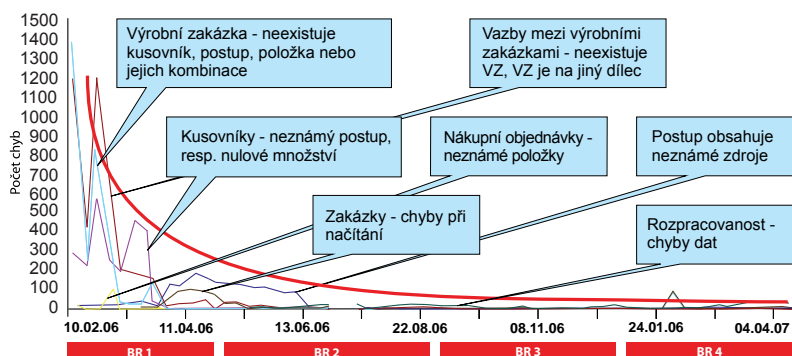 1500
1400
1300
1200
1100
1000
900
800
700
600
500
400
300
200
100
0
Počet chyb
Výrobní zakázka - neexistuje
kusovník, postup, položka nebo
jejich kombinace
Vazby mezi výrobními
zakázkami - neexistuje
VZ, VZ je na jiný dílec
Kusovníky - neznámý postup,
resp. nulové množství
Nákupní objednávky -
neznámé položky
Postup obsahuje
neznámé zdroje
Zakázky - chyby při
načítání
Rozpracovanost -
chyby dat
10.02.06
11.04.06
13.06.06
22.08.06
08.11.06
24.01.06
04.04.07
BR 1
BR 2
BR 3
BR 4